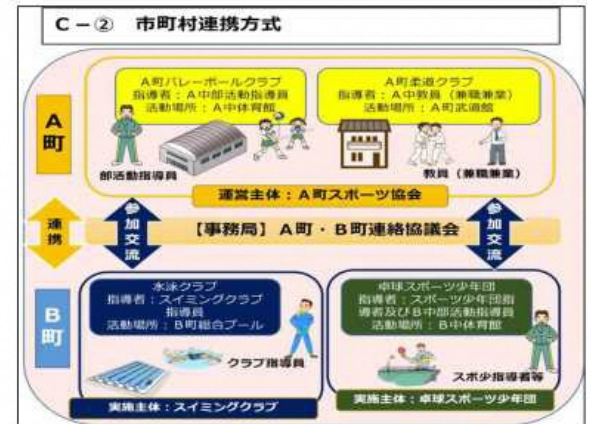 C－② 市町村連携方式
A町
A町バレーボールクラブ
指導者：A中部活動指導員
活動場所：A中体育館
部活動指導員
A町柔道クラブ
指導者：A中教員（兼職兼業）
活動場所：A町武道館
教員（兼職兼業）
運営主体：A町スポーツ協会
連携
参加交流
【事務局】A町・B町連絡協議会
参加交流
B町
水泳クラブ
指導者：スイミングクラブ
指導員
活動場所：B町総合プール
クラブ指導員
実施主体：スイミングクラブ
卓球スポーツ少年団
指導者：スポーツ少年団指
導者及びB中部活動指導員
活動場所：B中体育館
スポ少指導者等
実施主体：卓球スポーツ少年団